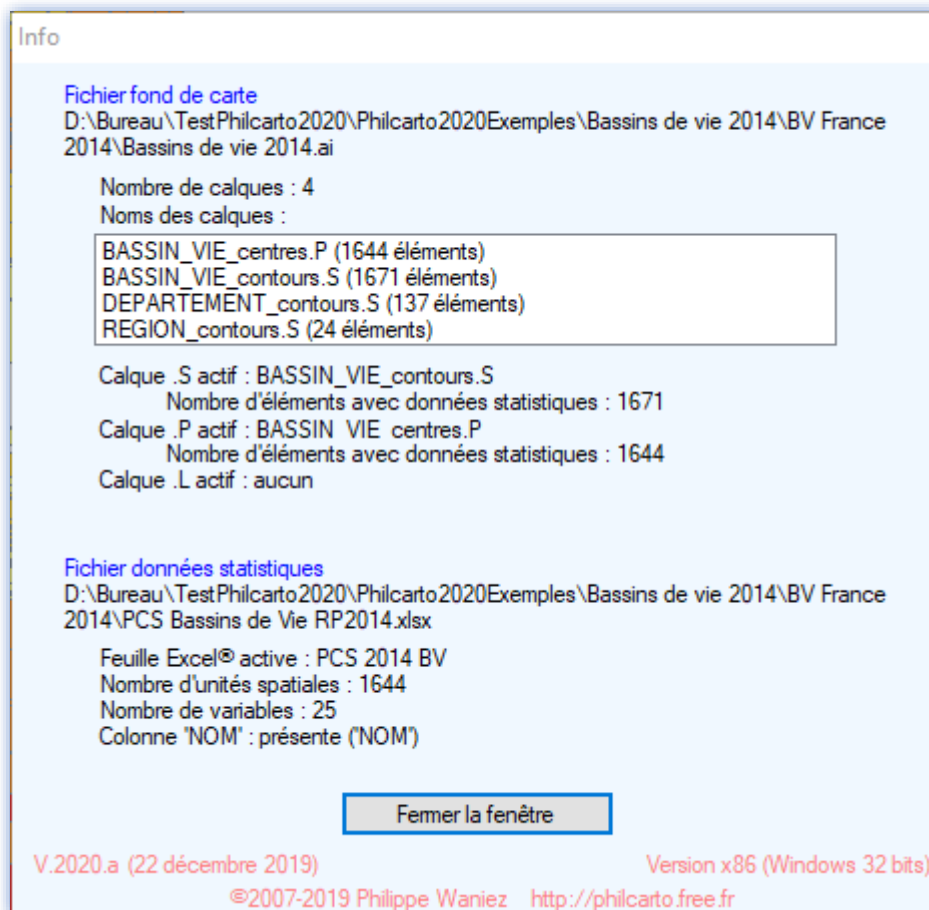 Info
Fichier fond de carte
D:\Bureau\TestPhilcarto2020\Philcarto2020Exemples\Bassins de vie 2014\BV France
2014\Bassins de vie 2014.ai
Nombre de calques : 4
Noms des calques :
BASSIN_VIE_centres.P (1644 éléments)
BASSIN_VIE_contours.S (1671 éléments)
DEPARTEMENT_contours.S (137 éléments)
REGION_contours.S (24 éléments)
Calque .S actif : BASSIN_VIE_contours.S
Nombre d'éléments avec données statistiques : 1671
Calque .P actif : BASSIN VIE centres.P
Nombre d'éléments avec données statistiques : 1644
Calque .L actif : aucun
Fichier données statistiques
D:\Bureau\TestPhilcarto2020\Philcarto2020Exemples\Bassins de vie 2014\BV France
2014\PCS Bassins de Vie RP2014.xlsx
Feuille Excel® active : PCS 2014 BV
Nombre d'unités spatiales : 1644
Nombre de variables : 25
Colonne "NOM" : présente ('NOM')
Fermer la fenêtre
V.2020.a (22 décembre 2019)
Version x86 (Windows 32 bits)
©2007-2019 Philippe Waniez http://philcarto.free.fr